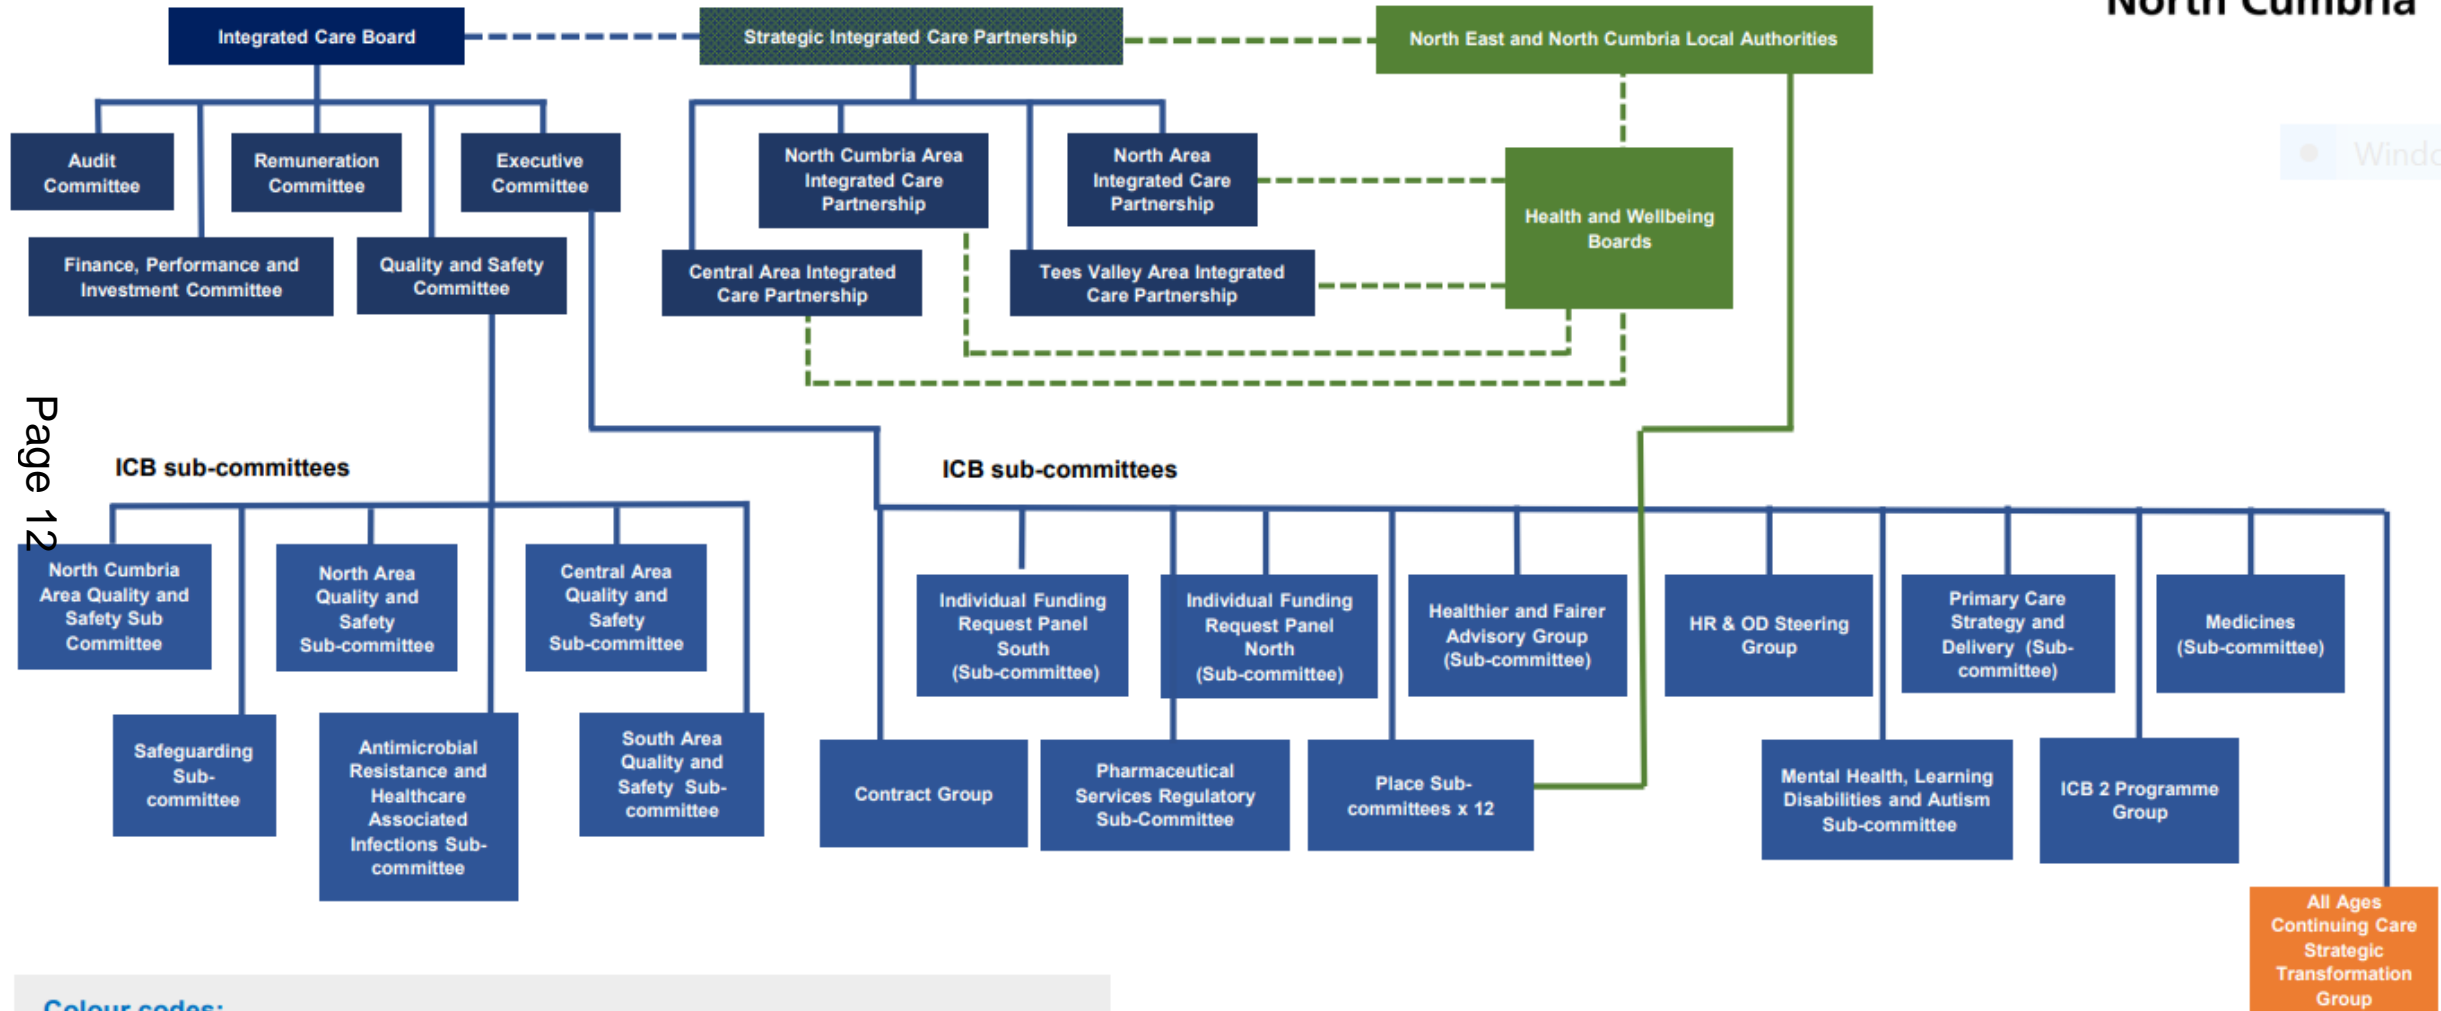 North Cumbria
Integrated Care Board
Strategic Integrated Care Partnership
North East and North Cumbria Local Authorities
Audit
Committee
Remuneration
Committee
Executive
Committee
Finance, Performance and
Investment Committee
Quality and Safety
Committee
North Cumbria Area
Integrated Care
Partnership
North Area
Integrated Care
Partnership
Central Area Integrated
Care Partnership
Tees Valley Area Integrated
Care Partnership
Health and Wellbeing
Boards
Page 12
ICB sub-committees
North Cumbria
Area Quality and
Safety Sub
Committee
North Area
Quality and
Safety
Sub-committee
Central Area
Quality and
Safety
Sub-committee
Safeguarding
Sub-
committee
Antimicrobial
Resistance and
Healthcare
Associated
Infections Sub-
committee
South Area
Quality and
Safety Sub-
committee
ICB sub-committees
Individual Funding
Request Panel
South
(Sub-committee)
Individual Funding
Request Panel
North
(Sub-committee)
Healthier and Fairer
Advisory Group
(Sub-committee)
HR & OD Steering
Group
Primary Care
Strategy and
Delivery (Sub-
committee)
Medicines
(Sub-committee)
Contract Group
Pharmaceutical
Services Regulatory
Sub-Committee
Place Sub-
committees x 12
Mental Health, Learning
Disabilities and Autism
Sub-committee
ICB 2 Programme
Group
All Ages
Continuing Care
Strategic
Transformation
Group
Colour codes: